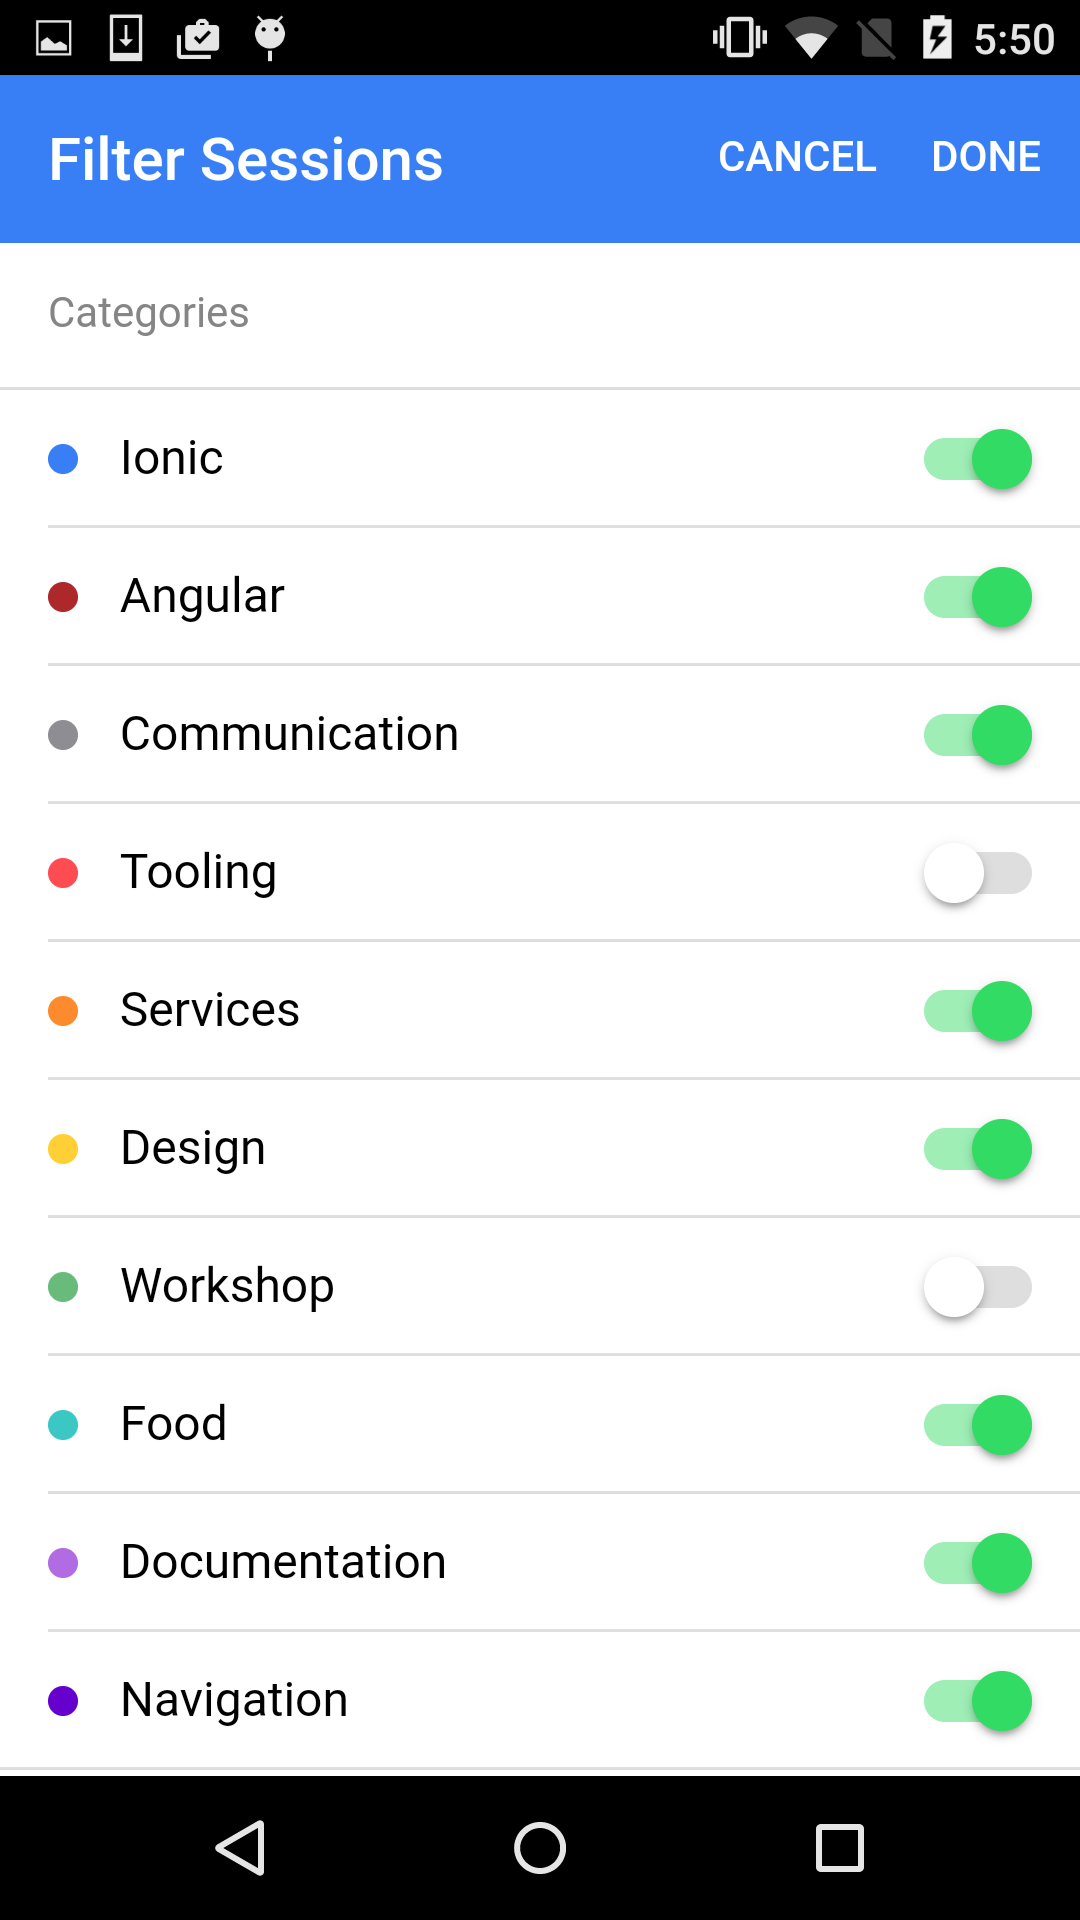 5:50
Filter Sessions CANCEL DONE
Categories
Ionic
Angular
Communication
Tooling
Services
Design
Workshop
Food
Documentation
Navigation